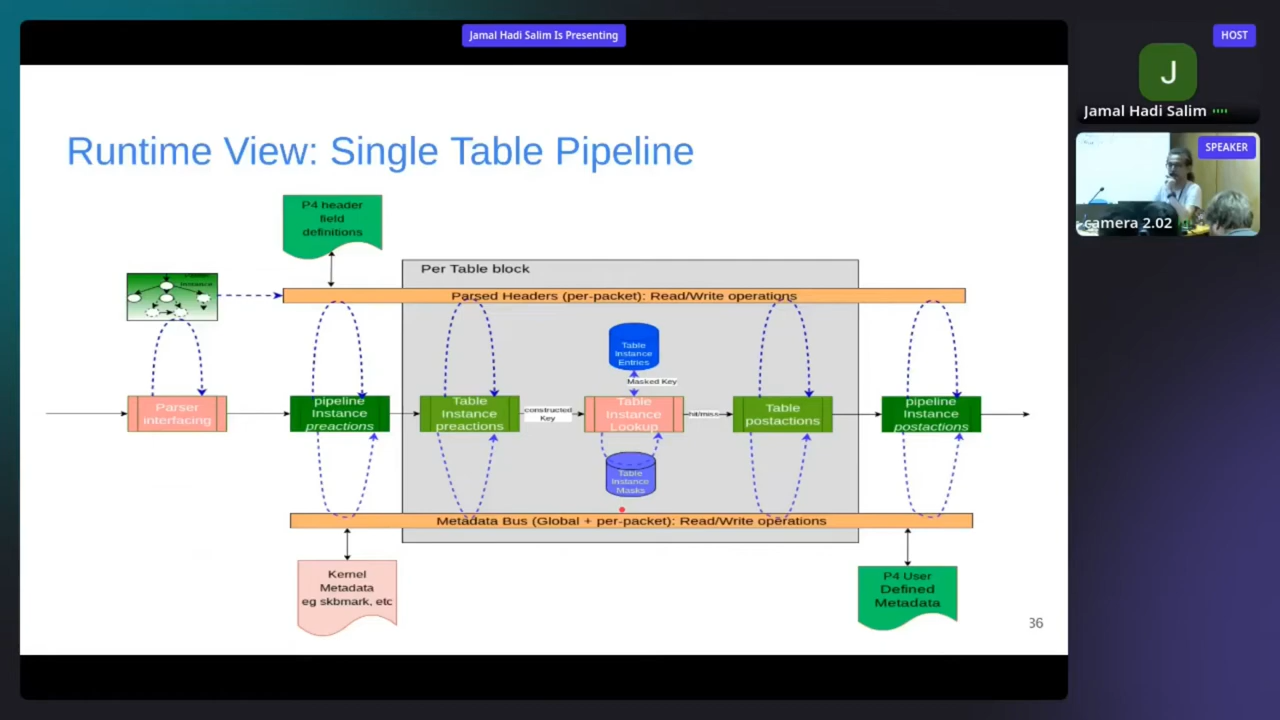 Jamal Hadi Salim Is Presenting
HOST
J
Jamal Hadi Salim
SPEAKER
camera 2.02
Runtime View: Single Table Pipeline
P4 header
field
definitions
Instance
Per Table block
Parsed Headers (per-packet): Read/Write operations
Table
Instance
Entries
Masked Key
Parser
interfacing
pipeline
Instance
preactions
Table
Instance
preactions
constructed
Key
Table
Instance
Lookup
hit/miss
Table
postactions
pipeline
Instance
postactions
Table
Instance
Masks
Metadata Bus (Global + per-packet): Read/Write operations
Kernel
Metadata
eg skbmark, etc
P4 User
Defined
Metadata
36